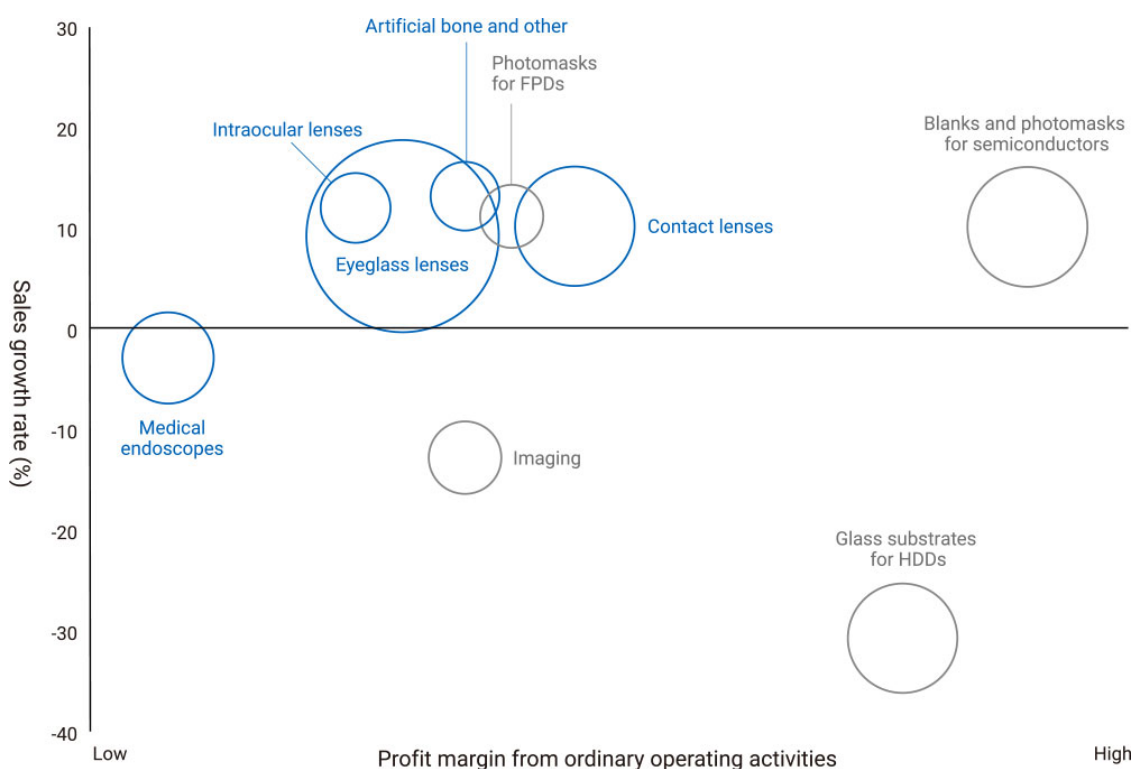 30
20
10
0
-10
-20
-30
-40
Sales growth rate (%)
Artificial bone and other
Photomasks
for FPDs
Intraocular lenses
Blanks and photomasks
for semiconductors
Contact lenses
Eyeglass lenses
Medical
endoscopes
Imaging
Glass substrates
for HDDs
Low
Profit margin from ordinary operating activities
High